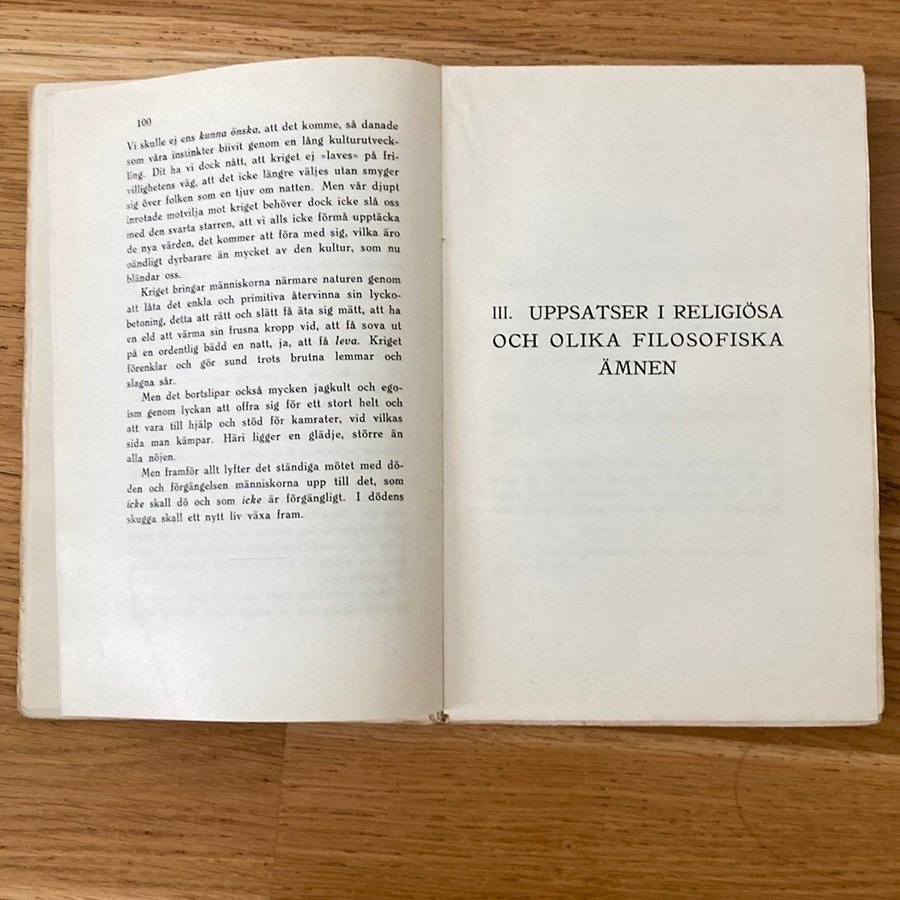 100
Vi skulle ej ens kunna önska, att det komme, så danade
som våra instinkter blivit genom en lång kulturutveck-
ling. Dit ha vi dock nått, att kriget ej »laves» på fri-
villighetens väg, att det icke längre väljes utan smyger
sig över folken som en tjuv om natten. Men vår djupt
inrotade motvilja mot kriget behöver dock icke slå oss
med den svarta starren, att vi alls icke förmå upptäcka
de nya värden, det kommer att föra med sig, vilka äro
oändligt dyrbarare än mycket av den kultur, som nu
bländar oss.
Kriget bringar människorna närmare naturen genom
att låta det enkla och primitiva återvinna sin lycko-
betoning, detta att rätt och slätt få äta sig mätt, att ha
en eld att värma sin frusna kropp vid, att få sova ut
på en ordentlig bädd en natt, ja, att få leva. Kriget
förenklar och gör sund trots brutna lemmar och
slagna sår.
Men det bortslipar också mycken jagkult och ego-
ism genom lyckan att offra sig för ett stort helt och
att vara till hjälp och stöd för kamrater, vid vilkas
sida man kämpar. Häri ligger en glädje, större än
alla nöjen.
Men framför allt lyfter det ständiga mötet med dö-
den och förgängelsen människorna upp till det, som
icke skall dö och som icke är förgängligt. I dödens
skugga skall ett nytt liv växa fram.
III. UPPSATSER I RELIGIÖSA
OCH OLIKA FILOSOFISKA
ÄMNEN